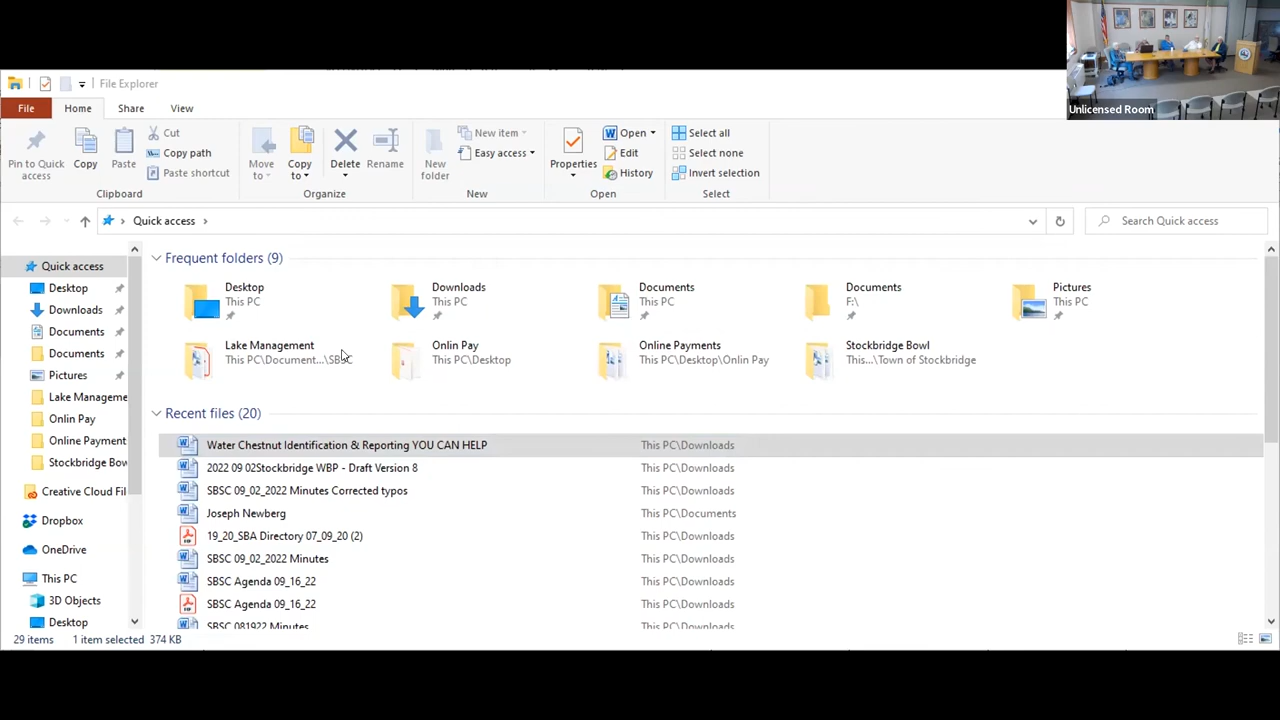 File Explorer
Unlicensed Room
File Home Share View
Pin to Quick access
Copy
Paste
Cut
Copy path
Paste shortcut
Clipboard
Move to
Copy to
Delete
Rename
Organize
New folder
New item
Easy access
New
Properties
Open
Edit
History
Open
Select all
Select none
Invert selection
Select
Quick access
Search Quick access
Quick access
Desktop
Downloads
Documents
Documents
Pictures
Lake Manageme
Onlin Pay
Online Payment
Stockbridge Bow
Creative Cloud Fil
Dropbox
OneDrive
This PC
3D Objects
Desktop
Frequent folders (9)
Desktop
This PC
Downloads
This PC
Documents
This PC
Documents
F:\
Pictures
This PC
Lake Management
This PC\Document...\SBSC
Onlin Pay
This PC\Desktop
Online Payments
This PC\Desktop\Onlin Pay
Stockbridge Bowl
This...\Town of Stockbridge
Recent files (20)
Water Chestnut Identification & Reporting YOU CAN HELP This PC\Downloads
2022 09 02Stockbridge WBP - Draft Version 8 This PC\Downloads
SBSC 09_02_2022 Minutes Corrected typos This PC\Downloads
Joseph Newberg This PC\Documents
19_20_SBA Directory 07_09_20 (2) This PC\Downloads
SBSC 09_02_2022 Minutes This PC\Downloads
SBSC Agenda 09_16_22 This PC\Downloads
SBSC Agenda 09_16_22 This PC\Downloads
SBSC 081922 Minutes This PC\Downloads
29 items 1 item selected 374 KB